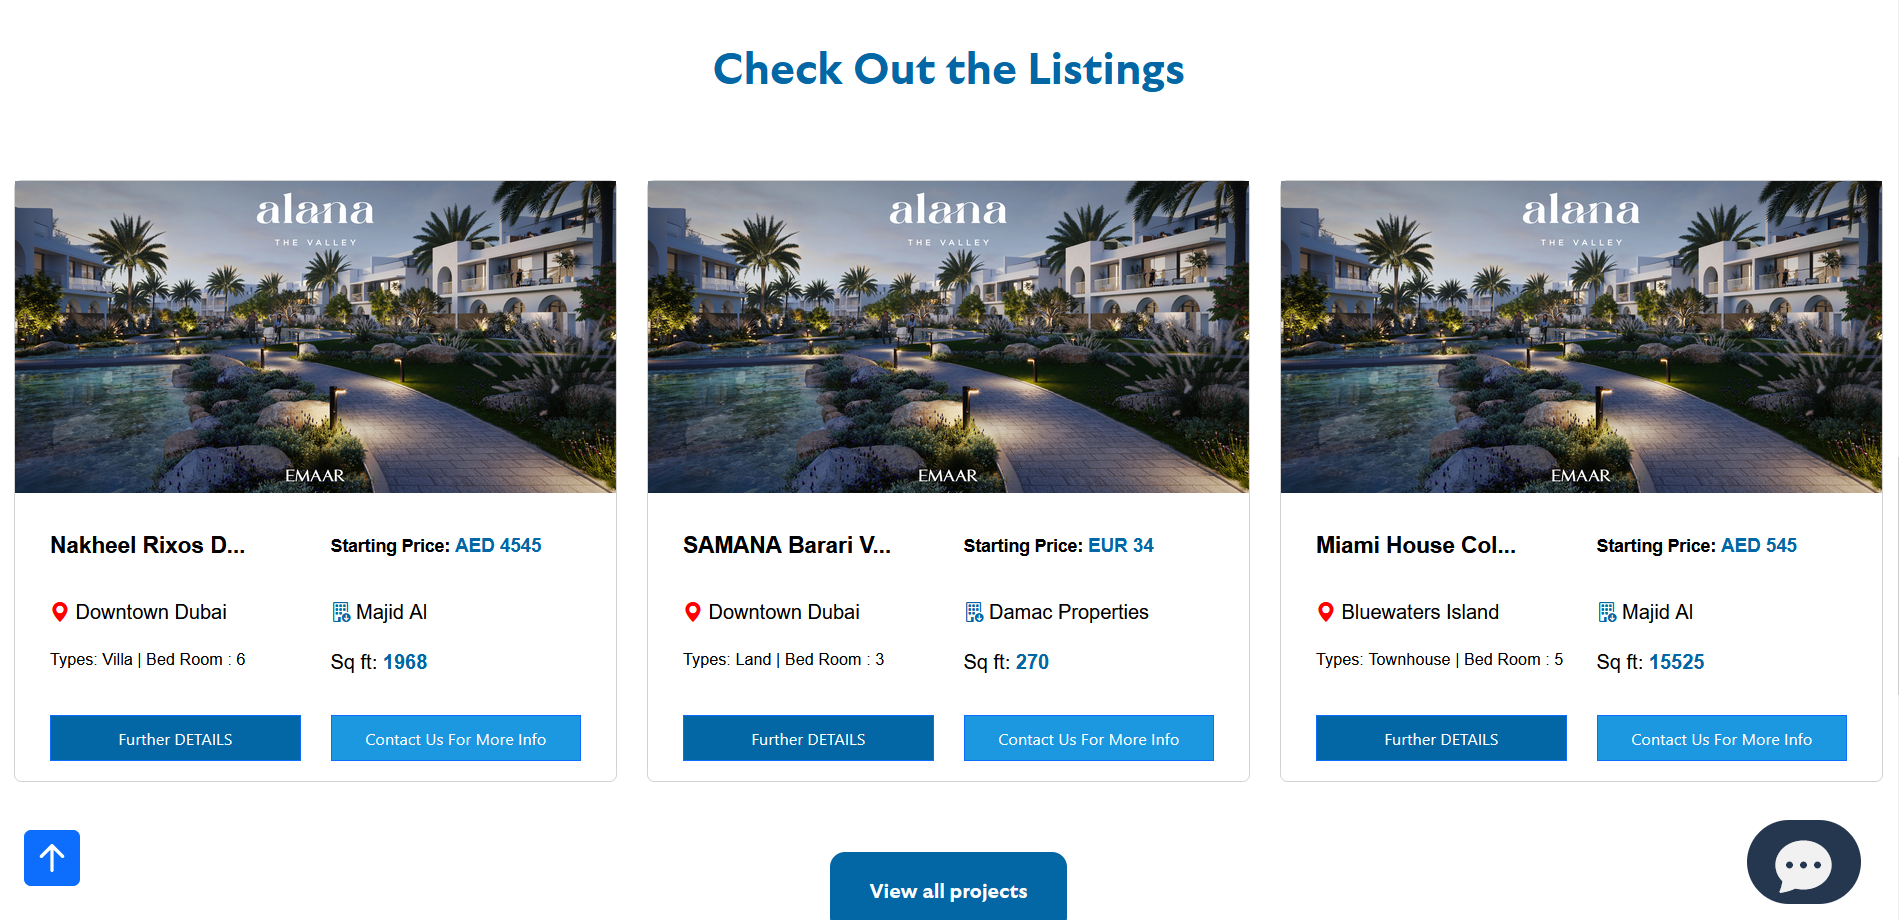 Check Out the Listings
alana
THE VALLEY
EMAAR
Nakheel Rixos D...
Starting Price: AED 4545
Downtown Dubai
Majid Al
Types: Villa | Bed Room : 6
Sq ft: 1968
Further DETAILS
Contact Us For More Info
alana
THE VALLEY
EMAAR
SAMANA Barari V...
Starting Price: EUR 34
Downtown Dubai
Damac Properties
Types: Land | Bed Room : 3
Sq ft: 270
Further DETAILS
Contact Us For More Info
alana
THE VALLEY
EMAAR
Miami House Col...
Starting Price: AED 545
Bluewaters Island
Majid Al
Types: Townhouse | Bed Room : 5
Sq ft: 15525
Further DETAILS
Contact Us For More Info
View all projects